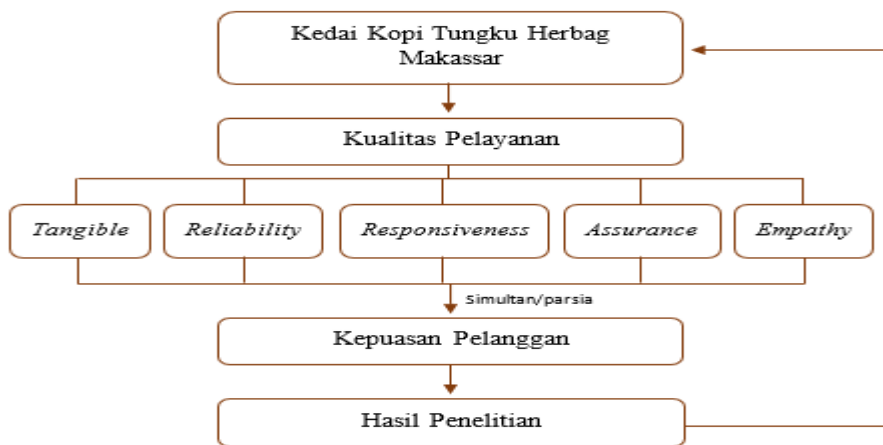 Kedai Kopi Tungku Herbag
Makassar
Kualitas Pelayanan
Tangible
Reliability
Responsiveness
Assurance
Empathy
Simultan/parsia
Kepuasan Pelanggan
Hasil Penelitian